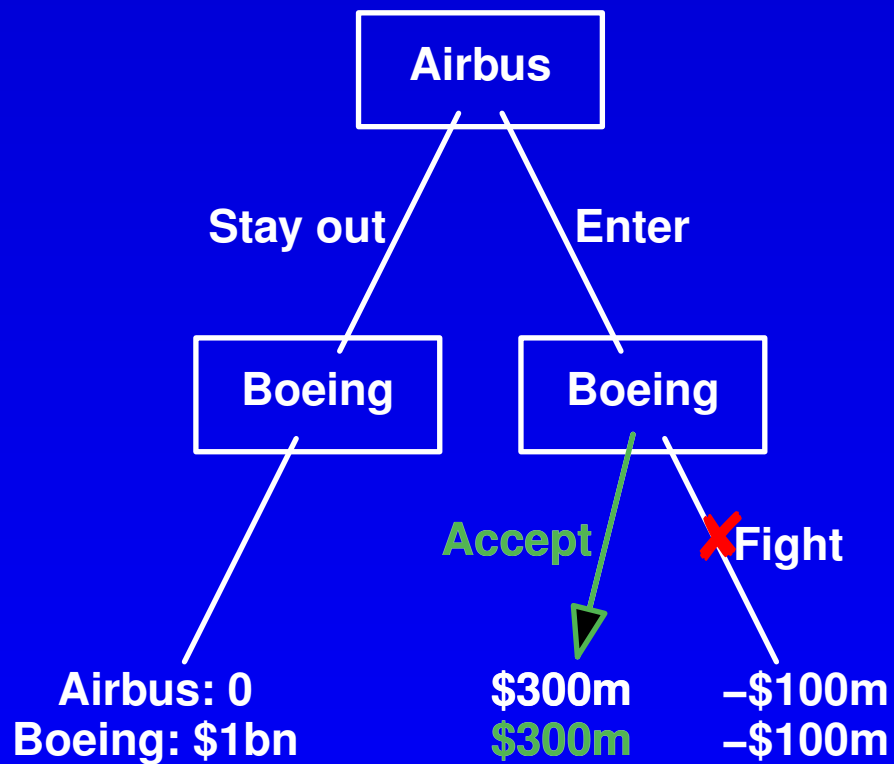 Airbus
Stay out
Enter
Boeing
Boeing
Accept
Fight
Airbus: 0
$300m
–$100m
Boeing: $1bn
$300m
–$100m